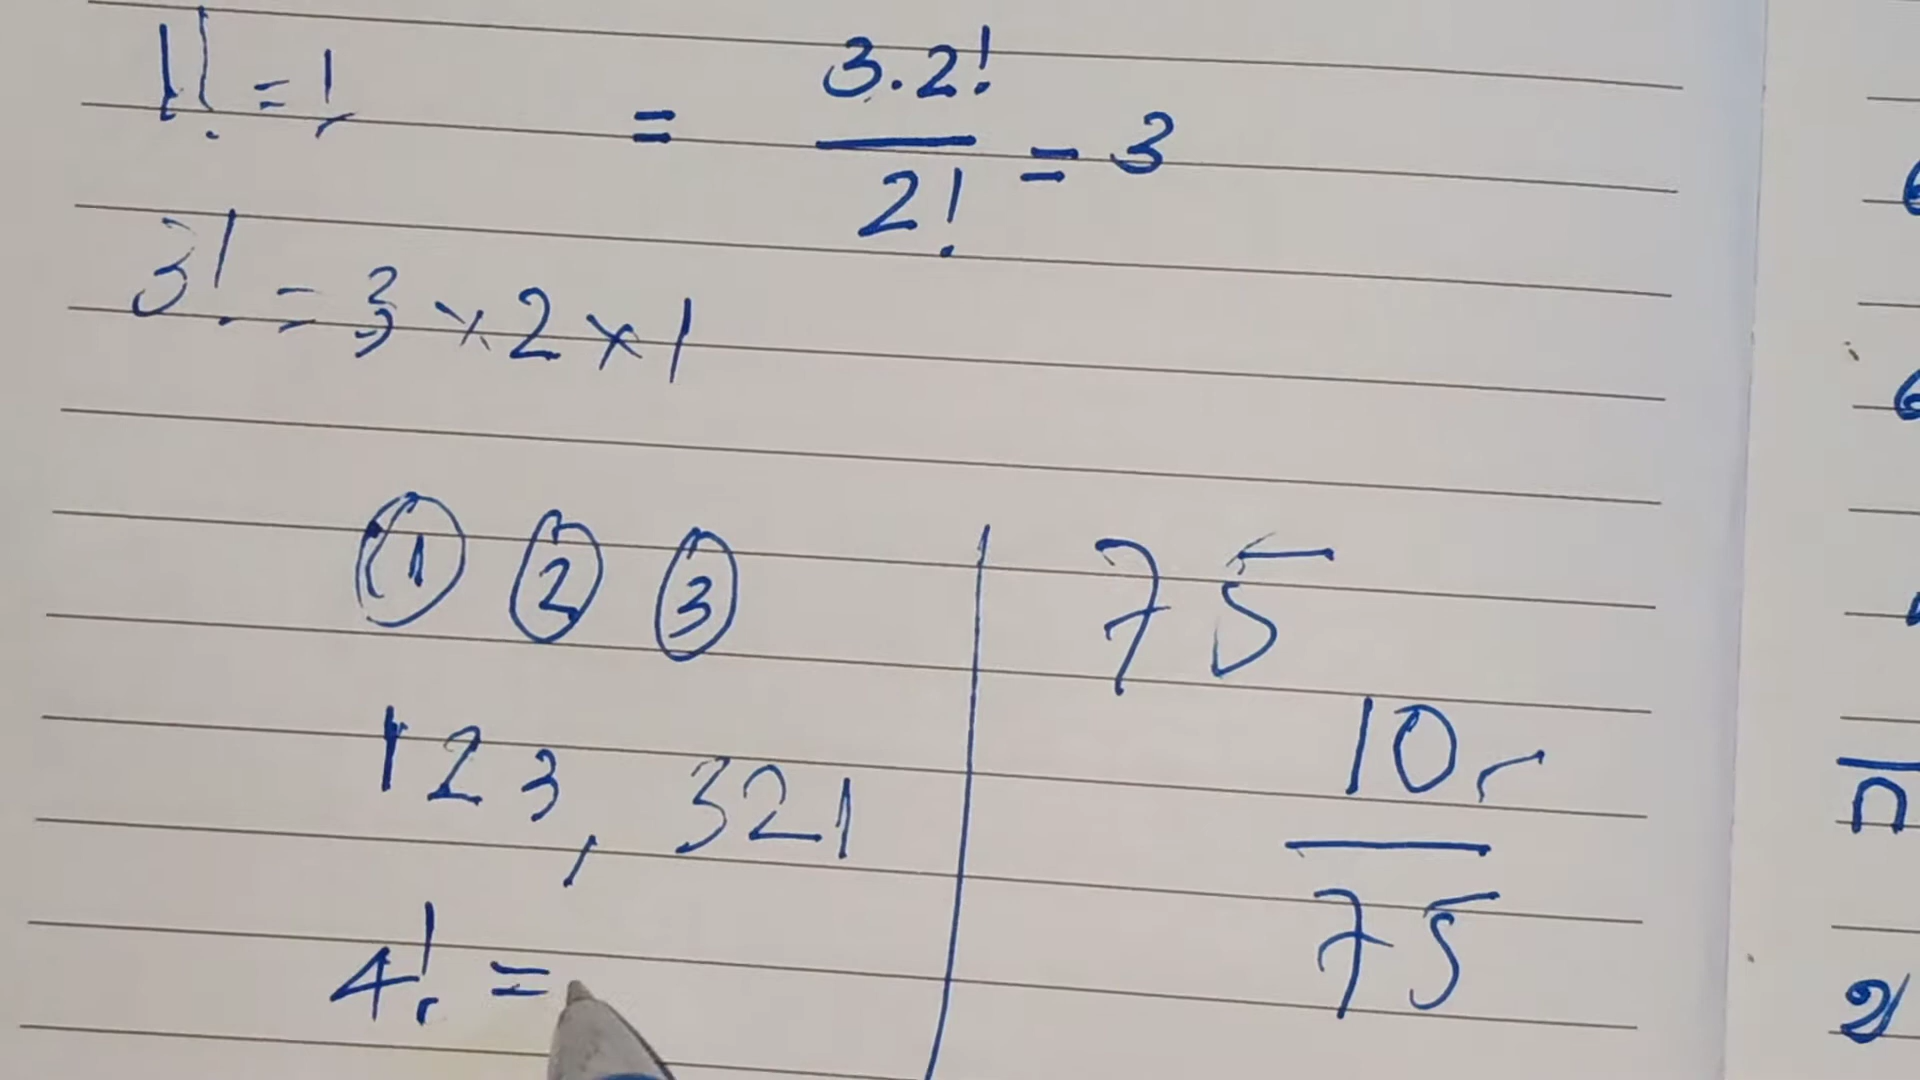 1! = 1
= 3.2! / 2! = 3
3! = 3 × 2 × 1
1 2 3
123, 321
4! =
75
10
75